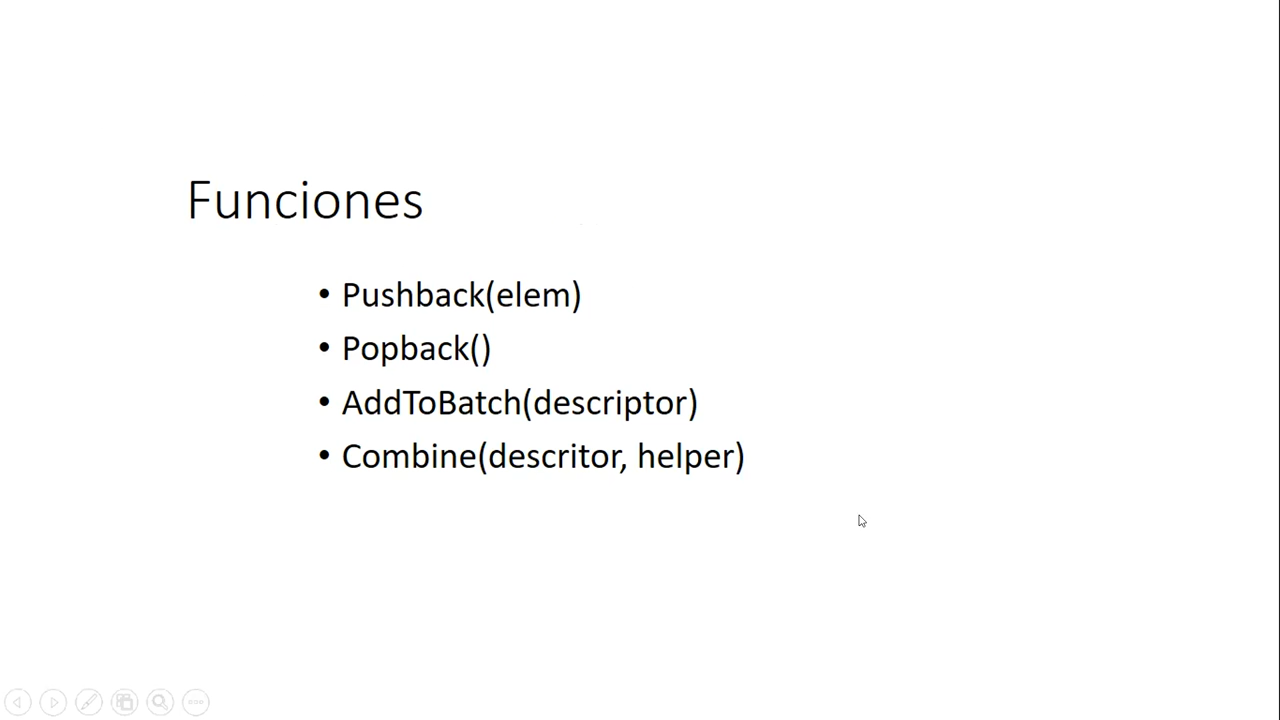 Funciones
• Pushback(elem)
• Popback()
• AddToBatch(descriptor)
• Combine(descritor, helper)